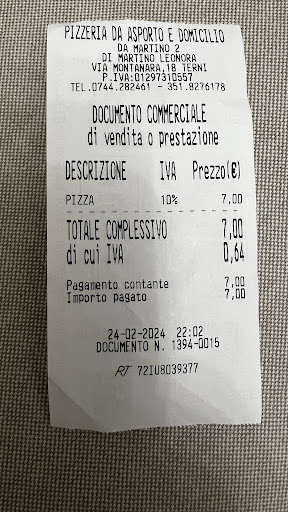 PIZZERIA DA ASPORTO E DOMICILIO
DA MARTINO 2
DI MARTINO LEONORA
VIA MONTANARA,18 TERNI
P.IVA:01297310557
TEL.0744.282461 - 351.8276178
DOCUMENTO COMMERCIALE
di vendita o prestazione
DESCRIZIONE IVA Prezzo(€)
PIZZA 10% 7,00
TOTALE COMPLESSIVO 7,00
di cui IVA 0,64
Pagamento contante 7,00
Importo pagato 7,00
24-02-2024 22:02
DOCUMENTO N. 1394-0015
RT 72IU8039377